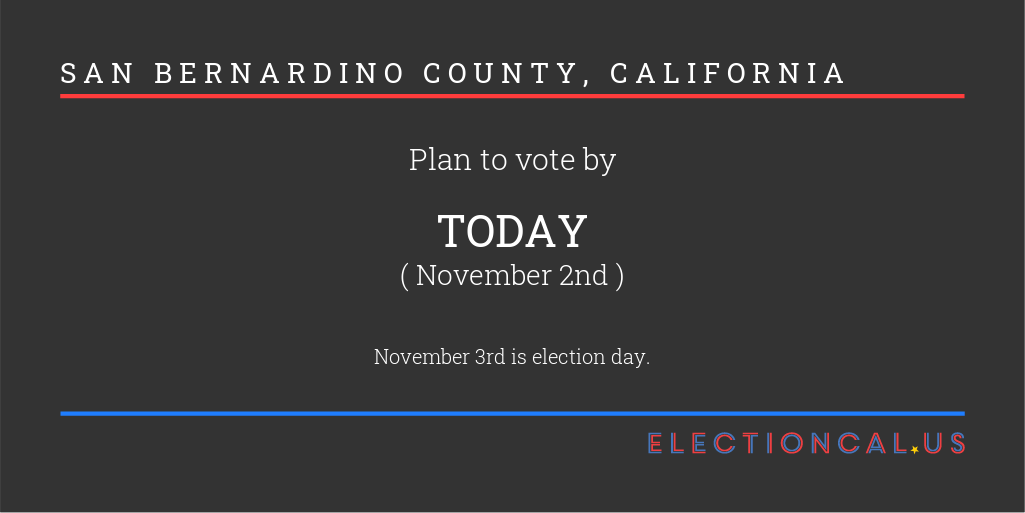 SAN BERNARDINO COUNTY, CALIFORNIA
Plan to vote by
TODAY
( November 2nd )
November 3rd is election day.
ELECTIONCAL.US